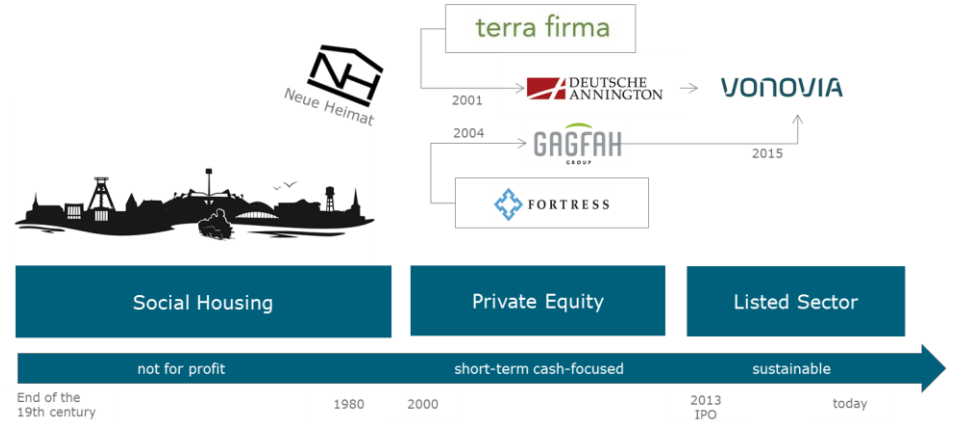 terra firma
NH
Neue Heimat
DEUTSCHE
ANNINGTON
VONOVIA
2001
2004
GAGFAH
GROUP
2015
FORTRESS
Social Housing
Private Equity
Listed Sector
not for profit
short-term cash-focused
sustainable
End of the
19th century
1980
2000
2013
IPO
today